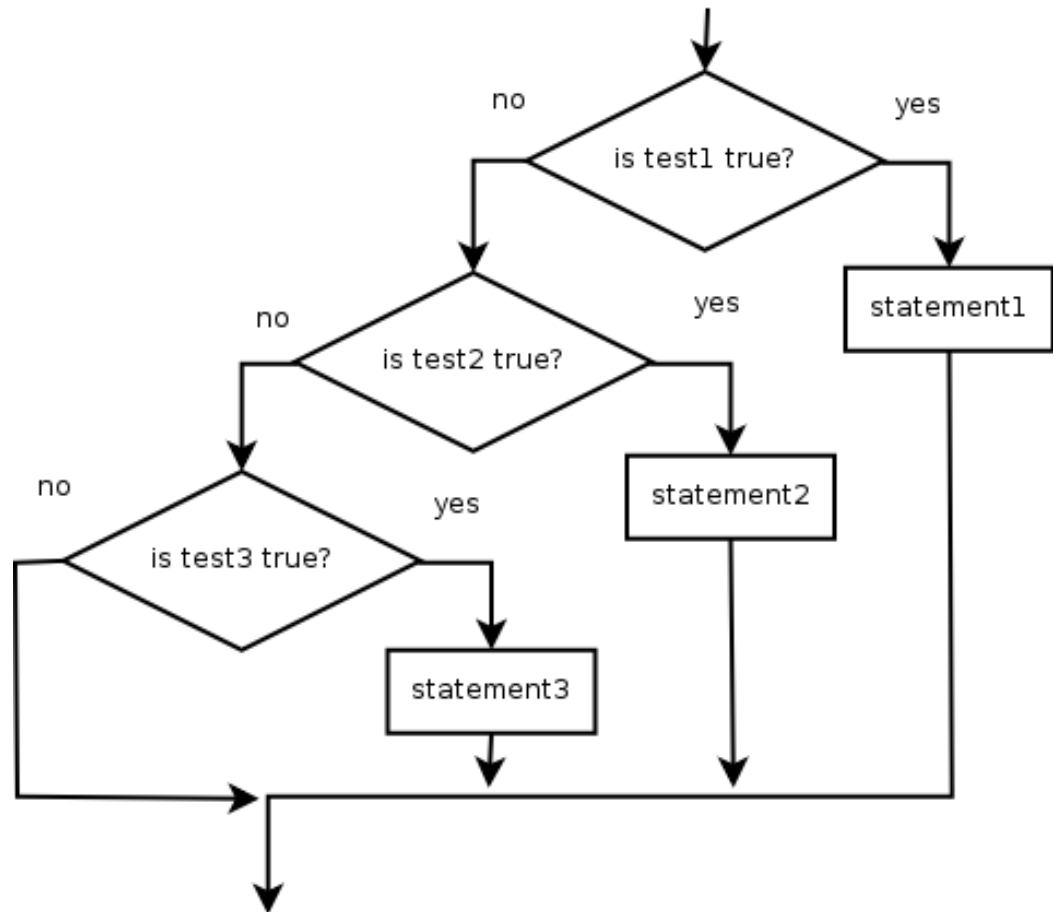 no
yes
is test1 true?
no
yes
statement1
is test2 true?
no
yes
statement2
is test3 true?
statement3